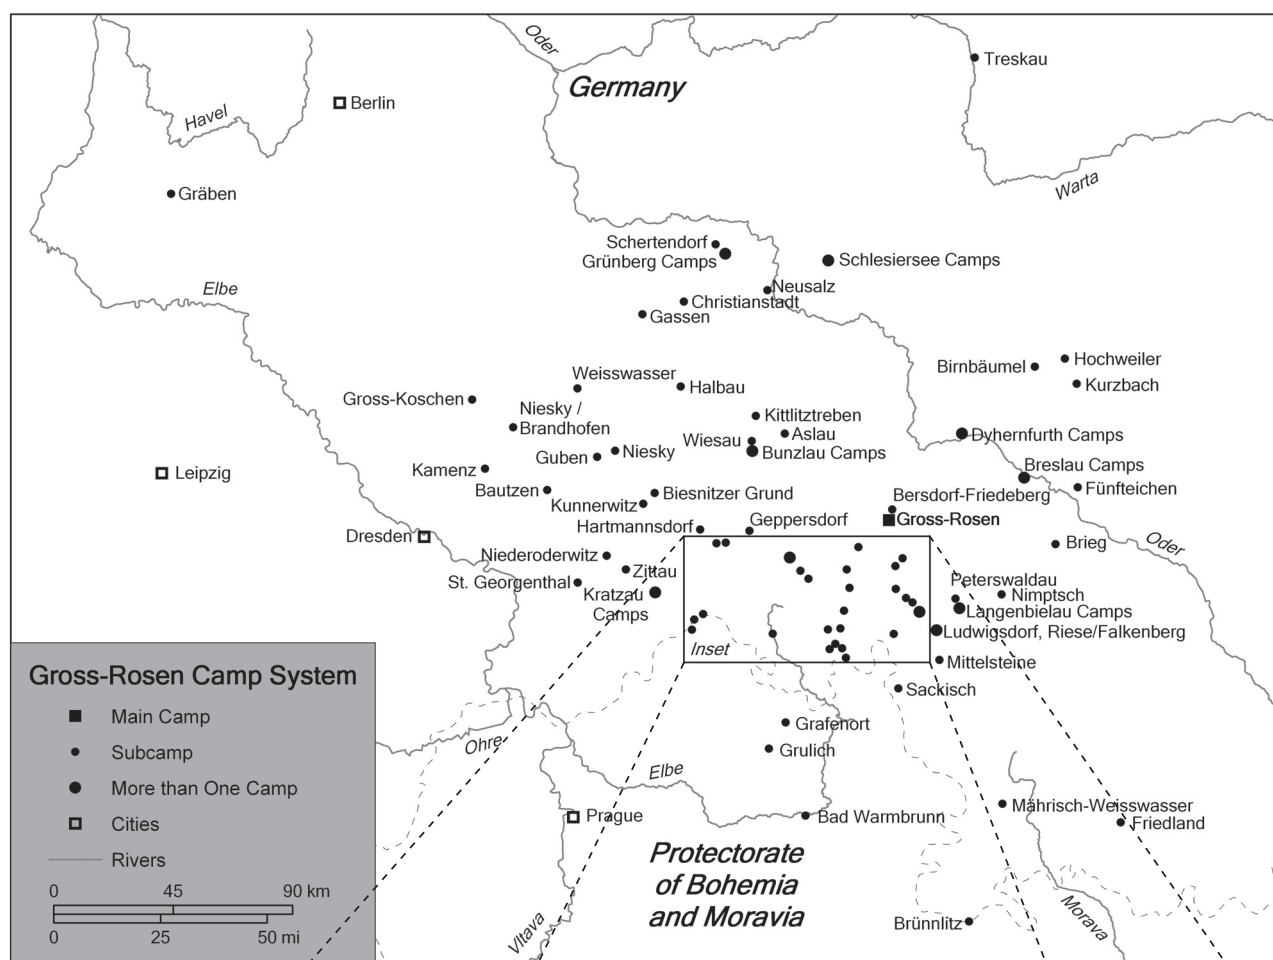 Oder
Germany
Treskau
Berlin
Havel
Warta
Gräben
Schertendorf
Grünberg Camps
Schlesiersee Camps
Elbe
Neusalz
Christianstadt
Gassen
Hochweiler
Birnbäumel
Kurzbach
Weisswasser
Halbau
Gross-Koschen
Niesky /
Brandhofen
Kittlitztreben
Aslau
Wiesau
Bunzlau Camps
Dyhernfurth Camps
Guben
Niesky
Kamenz
Leipzig
Breslau Camps
Fünfteichen
Bautzen
Biesnitzer Grund
Kunnerwitz
Bersdorf-Friedeberg
Gross-Rosen
Hartmannsdorf
Geppersdorf
Dresden
Brieg
Oder
Niederoderwitz
Zittau
St. Georgenthal
Kratzau
Camps
Peterswaldau
Nimptsch
Langenbielau Camps
Ludwigsdorf, Riese/Falkenberg
Inset
Mittelsteine
Sackisch
Gross-Rosen Camp System
Main Camp
Subcamp
More than One Camp
Cities
Rivers
0 45 90 km
0 25 50 mi
Grafenort
Grulich
Ohre
Elbe
Prague
Bad Warmbrunn
Mährisch-Weisswasser
Friedland
Protectorate
of Bohemia
and Moravia
Vltava
Brünnlitz
Morava